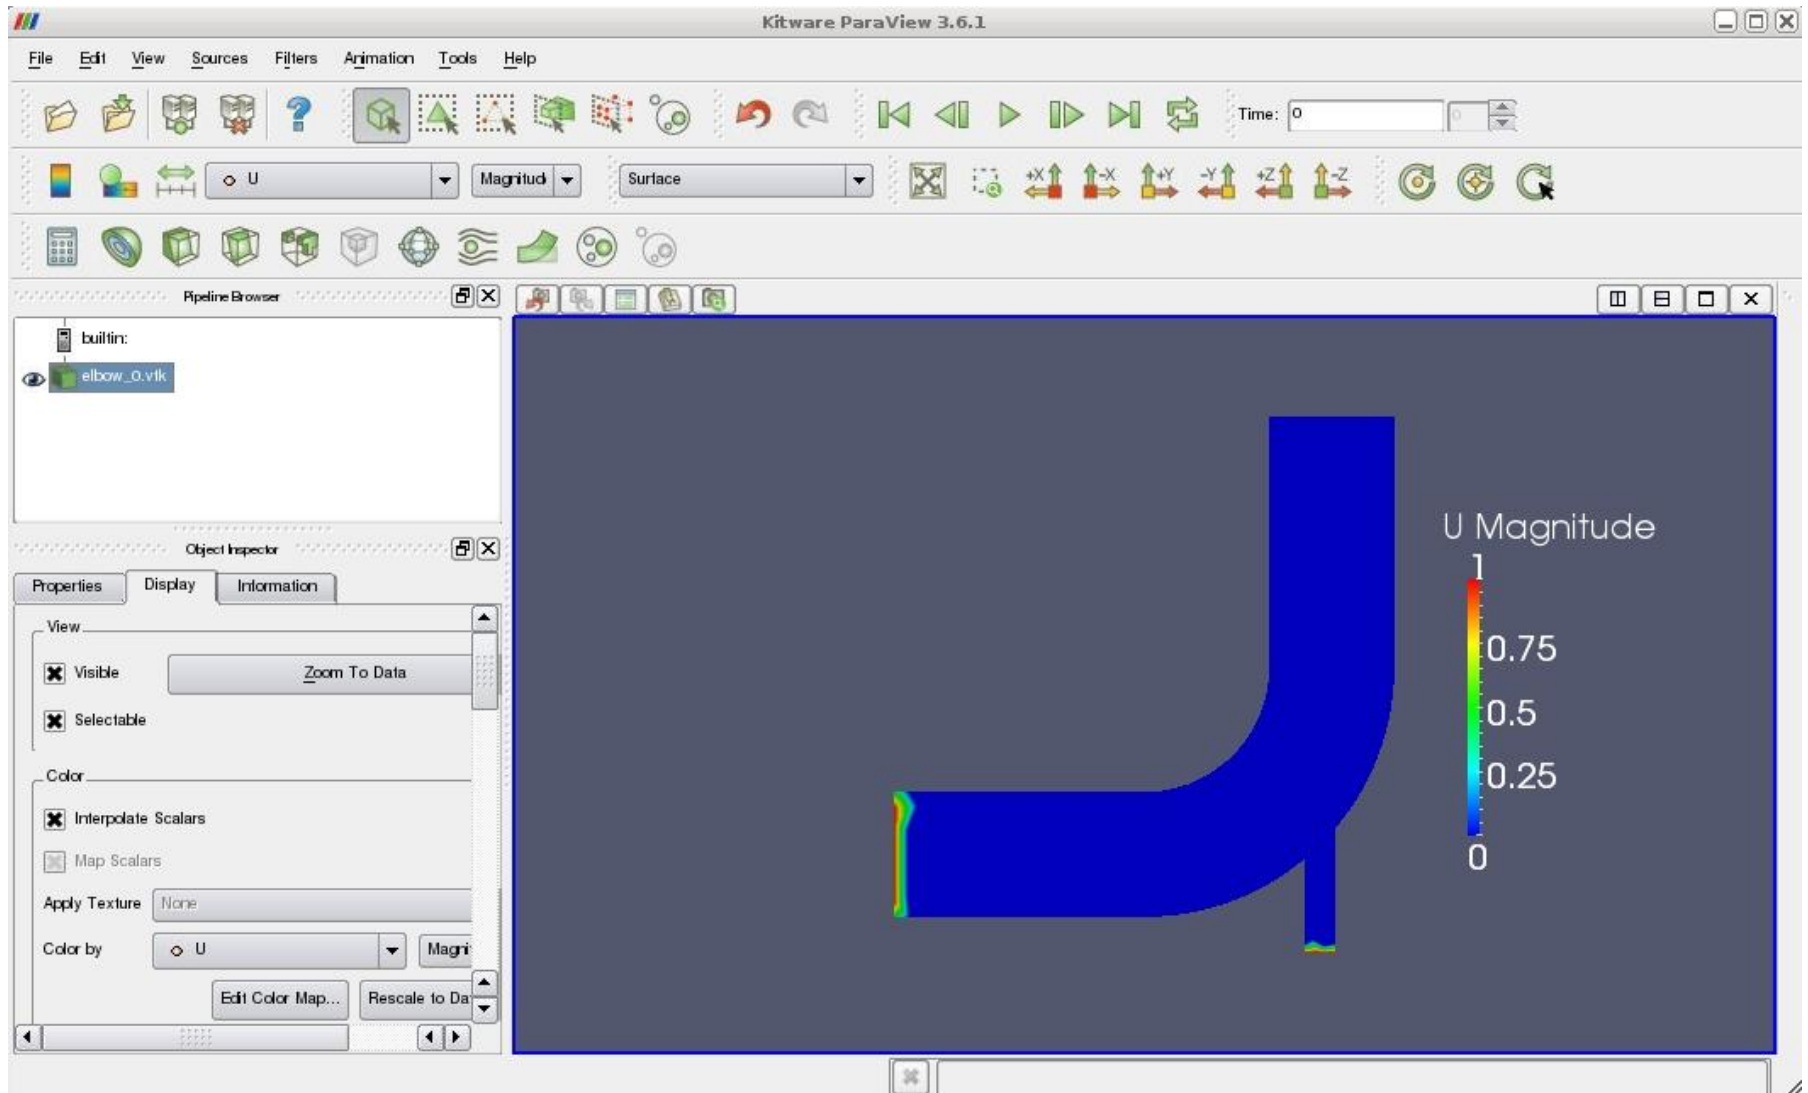 Kitware ParaView 3.6.1
File Edit View Sources Filters Animation Tools Help
Time: 0 0
U Magnitud Surface +X -X +Y -Y +Z -Z
Pipeline Browser
builtin:
elbow_0.vtk
Object Inspector
Properties Display Information
View
Visible Zoom To Data
Selectable
Color
Interpolate Scalars
Map Scalars
Apply Texture None
Color by U Magni
Edit Color Map... Rescale to Da
U Magnitude
1
0.75
0.5
0.25
0